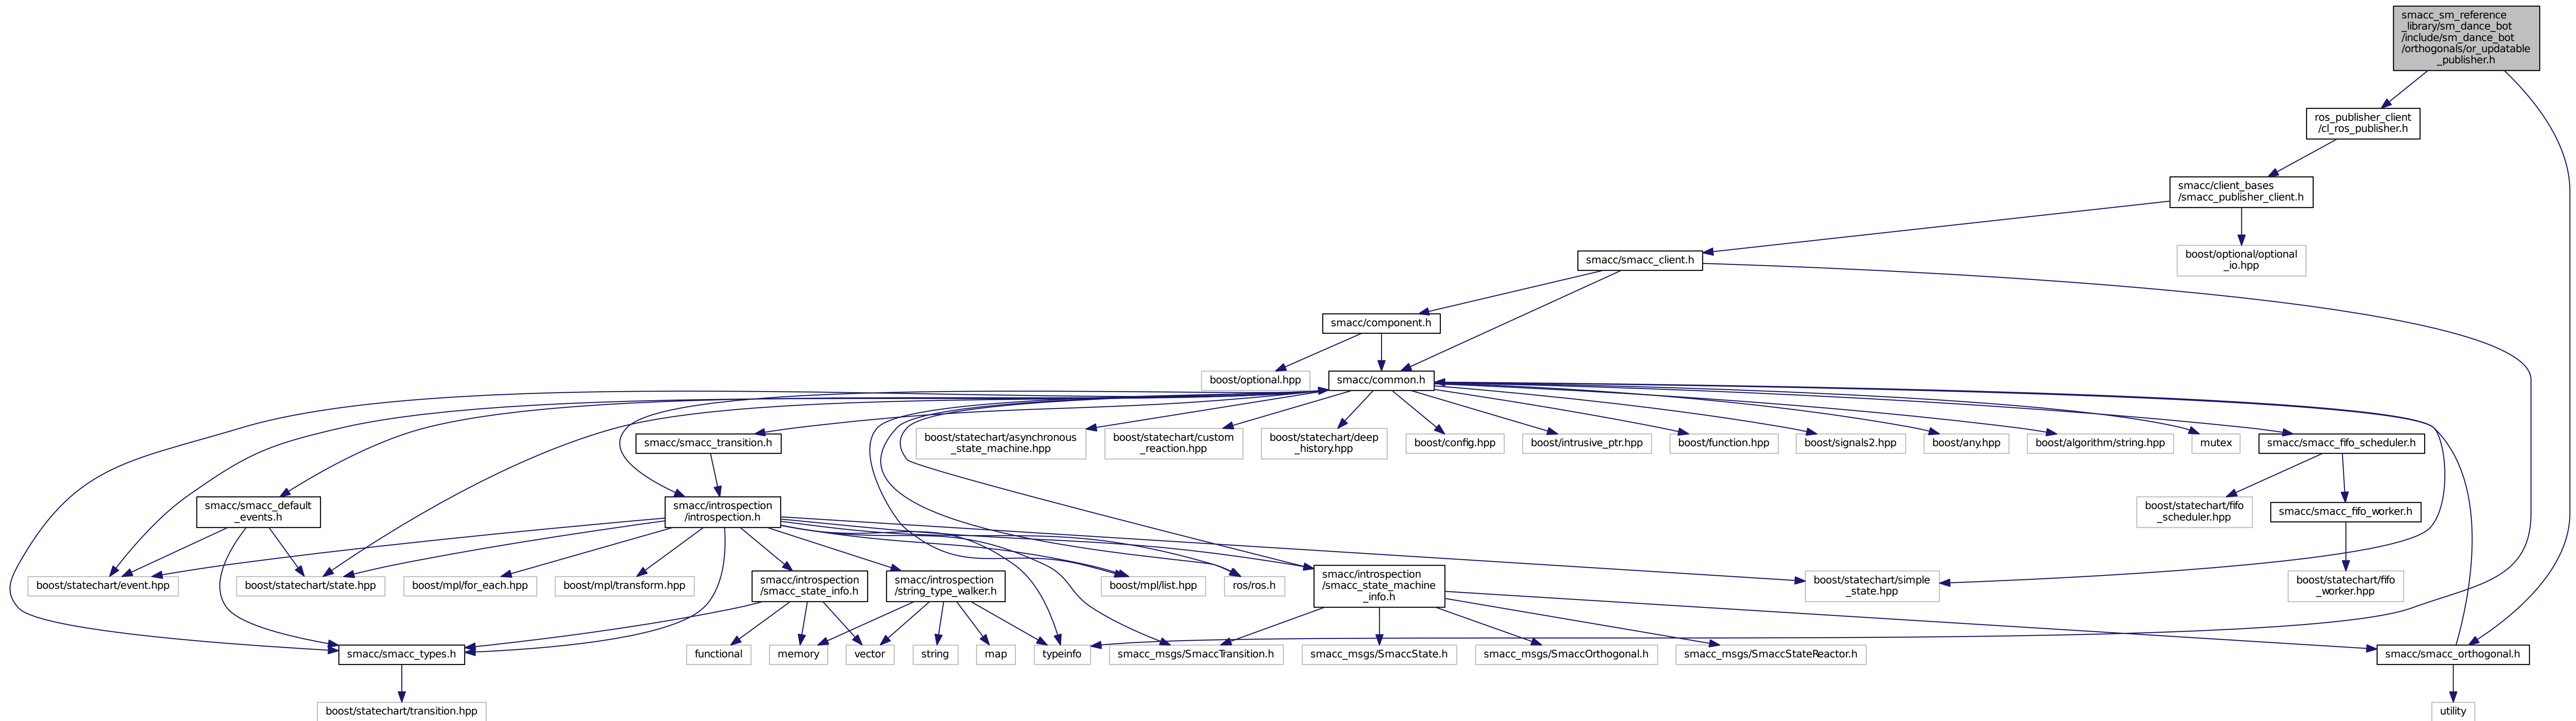 smacc_sm_reference
_library/sm_dance_bot
/include/sm_dance_bot
/orthogonals/or_updatable
_publisher.h
ros_publisher_client
/cl_ros_publisher.h
smacc/client_bases
/smacc_publisher_client.h
smacc/smacc_client.h
boost/optional/optional
_io.hpp
smacc/component.h
boost/optional.hpp
smacc/common.h
smacc/smacc_transition.h
boost/statechart/asynchronous
_state_machine.hpp
boost/statechart/custom
_reaction.hpp
boost/statechart/deep
_history.hpp
boost/config.hpp
boost/intrusive_ptr.hpp
boost/function.hpp
boost/signals2.hpp
boost/any.hpp
boost/algorithm/string.hpp
mutex
smacc/smacc_fifo_scheduler.h
smacc/smacc_default
_events.h
smacc/introspection
/introspection.h
boost/statechart/fifo
_scheduler.hpp
smacc/smacc_fifo_worker.h
boost/statechart/event.hpp
boost/statechart/state.hpp
boost/mpl/for_each.hpp
boost/mpl/transform.hpp
smacc/introspection
/smacc_state_info.h
smacc/introspection
/string_type_walker.h
boost/mpl/list.hpp
ros/ros.h
smacc/introspection
/smacc_state_machine
_info.h
boost/statechart/simple
_state.hpp
boost/statechart/fifo
_worker.hpp
smacc/smacc_types.h
functional
memory
vector
string
map
typeinfo
smacc_msgs/SmaccTransition.h
smacc_msgs/SmaccState.h
smacc_msgs/SmaccOrthogonal.h
smacc_msgs/SmaccStateReactor.h
smacc/smacc_orthogonal.h
boost/statechart/transition.hpp
utility